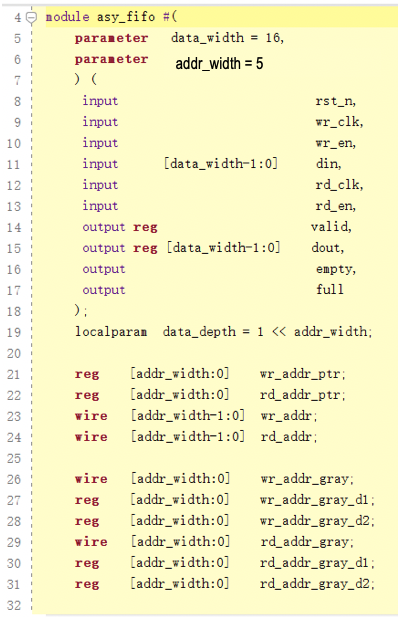 4 module asy_fifo #(
5 parameter data_width = 16,
6 parameter addr_width = 5
7 ) (
8 input rst_n,
9 input wr_clk,
10 input wr_en,
11 input [data_width-1:0] din,
12 input rd_clk,
13 input rd_en,
14 output reg valid,
15 output reg [data_width-1:0] dout,
16 output empty,
17 output full
18 );
19 localparam data_depth = 1 << addr_width;
20
21 reg [addr_width:0] wr_addr_ptr;
22 reg [addr_width:0] rd_addr_ptr;
23 wire [addr_width-1:0] wr_addr;
24 wire [addr_width-1:0] rd_addr;
25
26 wire [addr_width:0] wr_addr_gray;
27 reg [addr_width:0] wr_addr_gray_d1;
28 reg [addr_width:0] wr_addr_gray_d2;
29 wire [addr_width:0] rd_addr_gray;
30 reg [addr_width:0] rd_addr_gray_d1;
31 reg [addr_width:0] rd_addr_gray_d2;
32